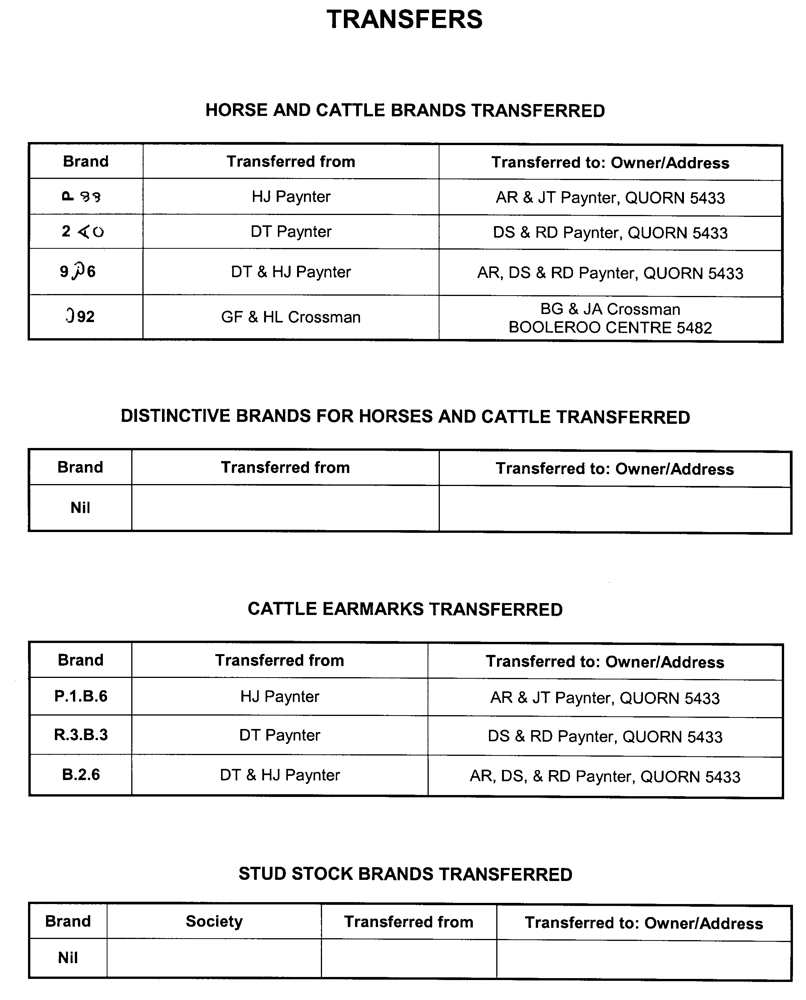 TRANSFERS
HORSE AND CATTLE BRANDS TRANSFERRED
Brand Transferred from Transferred to: Owner/Address
HJ Paynter AR & JT Paynter, QUORN 5433
2 DT Paynter DS & RD Paynter, QUORN 5433
9 6 DT & HJ Paynter AR, DS & RD Paynter, QUORN 5433
92 GF & HL Crossman BG & JA Crossman
BOOLEROO CENTRE 5482
DISTINCTIVE BRANDS FOR HORSES AND CATTLE TRANSFERRED
Brand Transferred from Transferred to: Owner/Address
Nil
CATTLE EARMARKS TRANSFERRED
Brand Transferred from Transferred to: Owner/Address
P.1.B.6 HJ Paynter AR & JT Paynter, QUORN 5433
R.3.B.3 DT Paynter DS & RD Paynter, QUORN 5433
B.2.6 DT & HJ Paynter AR, DS, & RD Paynter, QUORN 5433
STUD STOCK BRANDS TRANSFERRED
Brand Society Transferred from Transferred to: Owner/Address
Nil